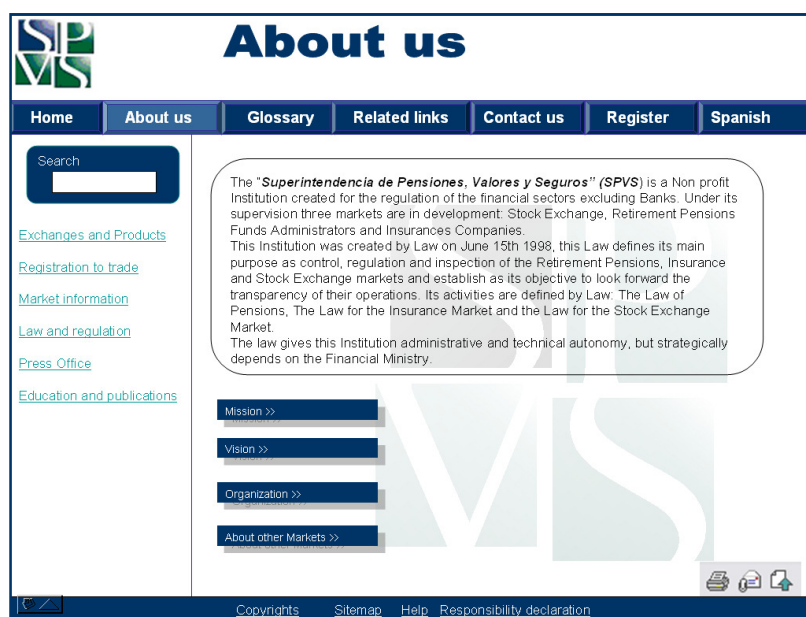 SP
VS
About us
Home About us Glossary Related links Contact us Register Spanish
Search
Exchanges and Products
Registration to trade
Market information
Law and regulation
Press Office
Education and publications
The "Superintendencia de Pensiones, Valores y Seguros" (SPVS) is a Non profit
Institution created for the regulation of the financial sectors excluding Banks. Under its
supervision three markets are in development: Stock Exchange, Retirement Pensions
Funds Administrators and Insurances Companies.
This Institution was created by Law on June 15th 1998, this Law defines its main
purpose as control, regulation and inspection of the Retirement Pensions, Insurance
and Stock Exchange markets and establish as its objective to look forward the
transparency of their operations. Its activities are defined by Law: The Law of
Pensions, The Law for the Insurance Market and the Law for the Stock Exchange
Market.
The law gives this Institution administrative and technical autonomy, but strategically
depends on the Financial Ministry.
Mission >>
Vision >>
Organization >>
About other Markets >>
Copyrights Sitemap Help Responsibility declaration